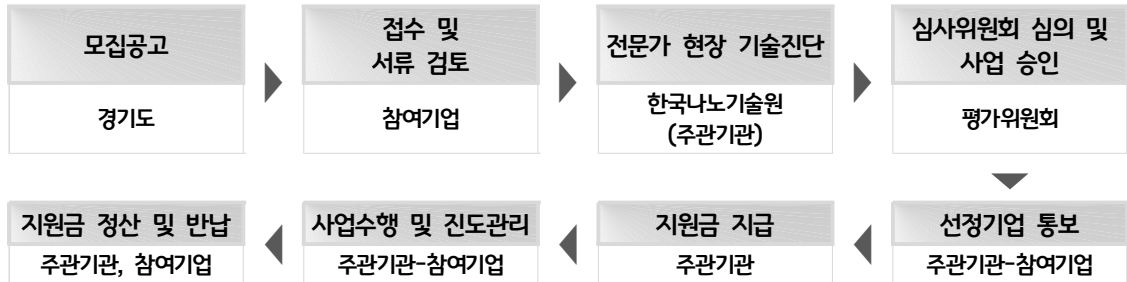 모집공고
경기도
접수 및
서류 검토
참여기업
전문가 현장 기술진단
한국나노기술원
(주관기관)
심사위원회 심의 및
사업 승인
평가위원회
선정기업 통보
주관기관-참여기업
지원금 지급
주관기관
사업수행 및 진도관리
주관기관-참여기업
지원금 정산 및 반납
주관기관, 참여기업